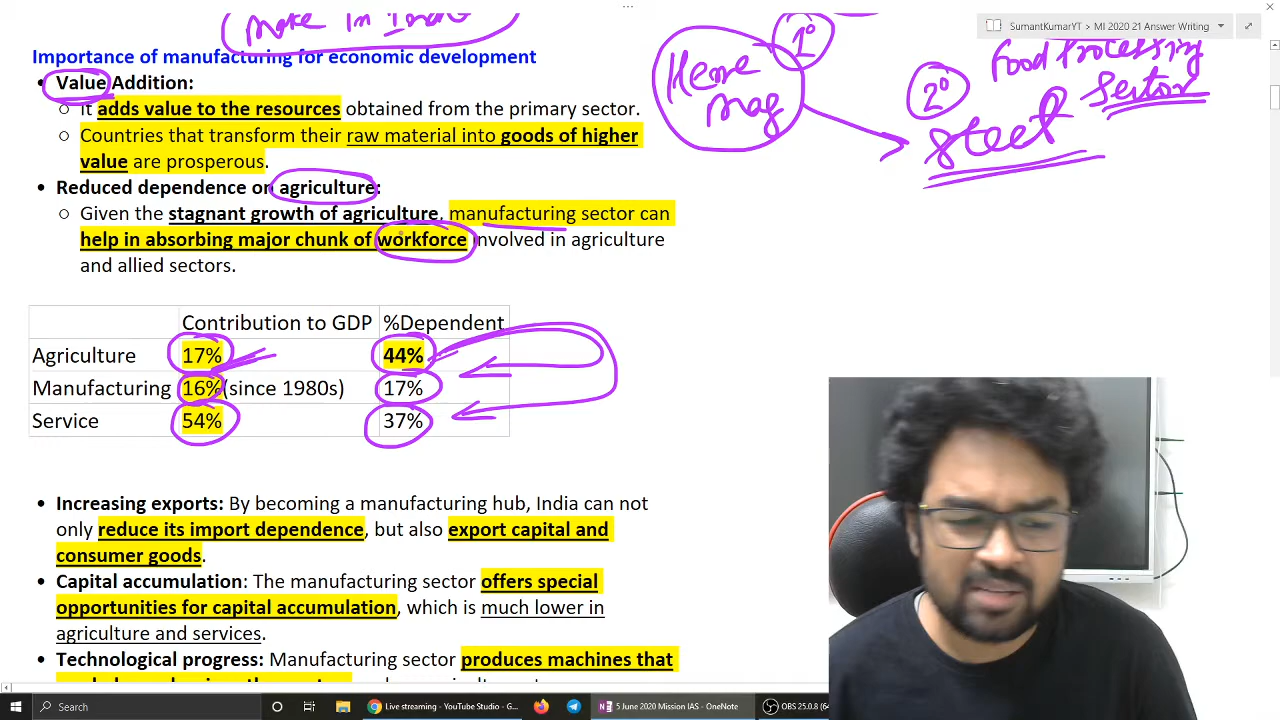 make in India
SumantKumarYT > MI 2020 21 Answer Writing
Importance of manufacturing for economic development
1°
Food Processing
Sector
• Value Addition:
Heme
mag
2°
steel
○ It adds value to the resources obtained from the primary sector.
○ Countries that transform their raw material into goods of higher
value are prosperous.
• Reduced dependence on agriculture:
○ Given the stagnant growth of agriculture, manufacturing sector can
help in absorbing major chunk of workforce involved in agriculture
and allied sectors.
Contribution to GDP %Dependent
Agriculture 17% 44%
Manufacturing 16% (since 1980s) 17%
Service 54% 37%
• Increasing exports: By becoming a manufacturing hub, India can not
only reduce its import dependence, but also export capital and
consumer goods.
• Capital accumulation: The manufacturing sector offers special
opportunities for capital accumulation, which is much lower in
agriculture and services.
• Technological progress: Manufacturing sector produces machines that
Search
Live streaming - YouTube Studio - G...
5 June 2020 Mission IAS - OneNote
OBS 25.0.8 (64